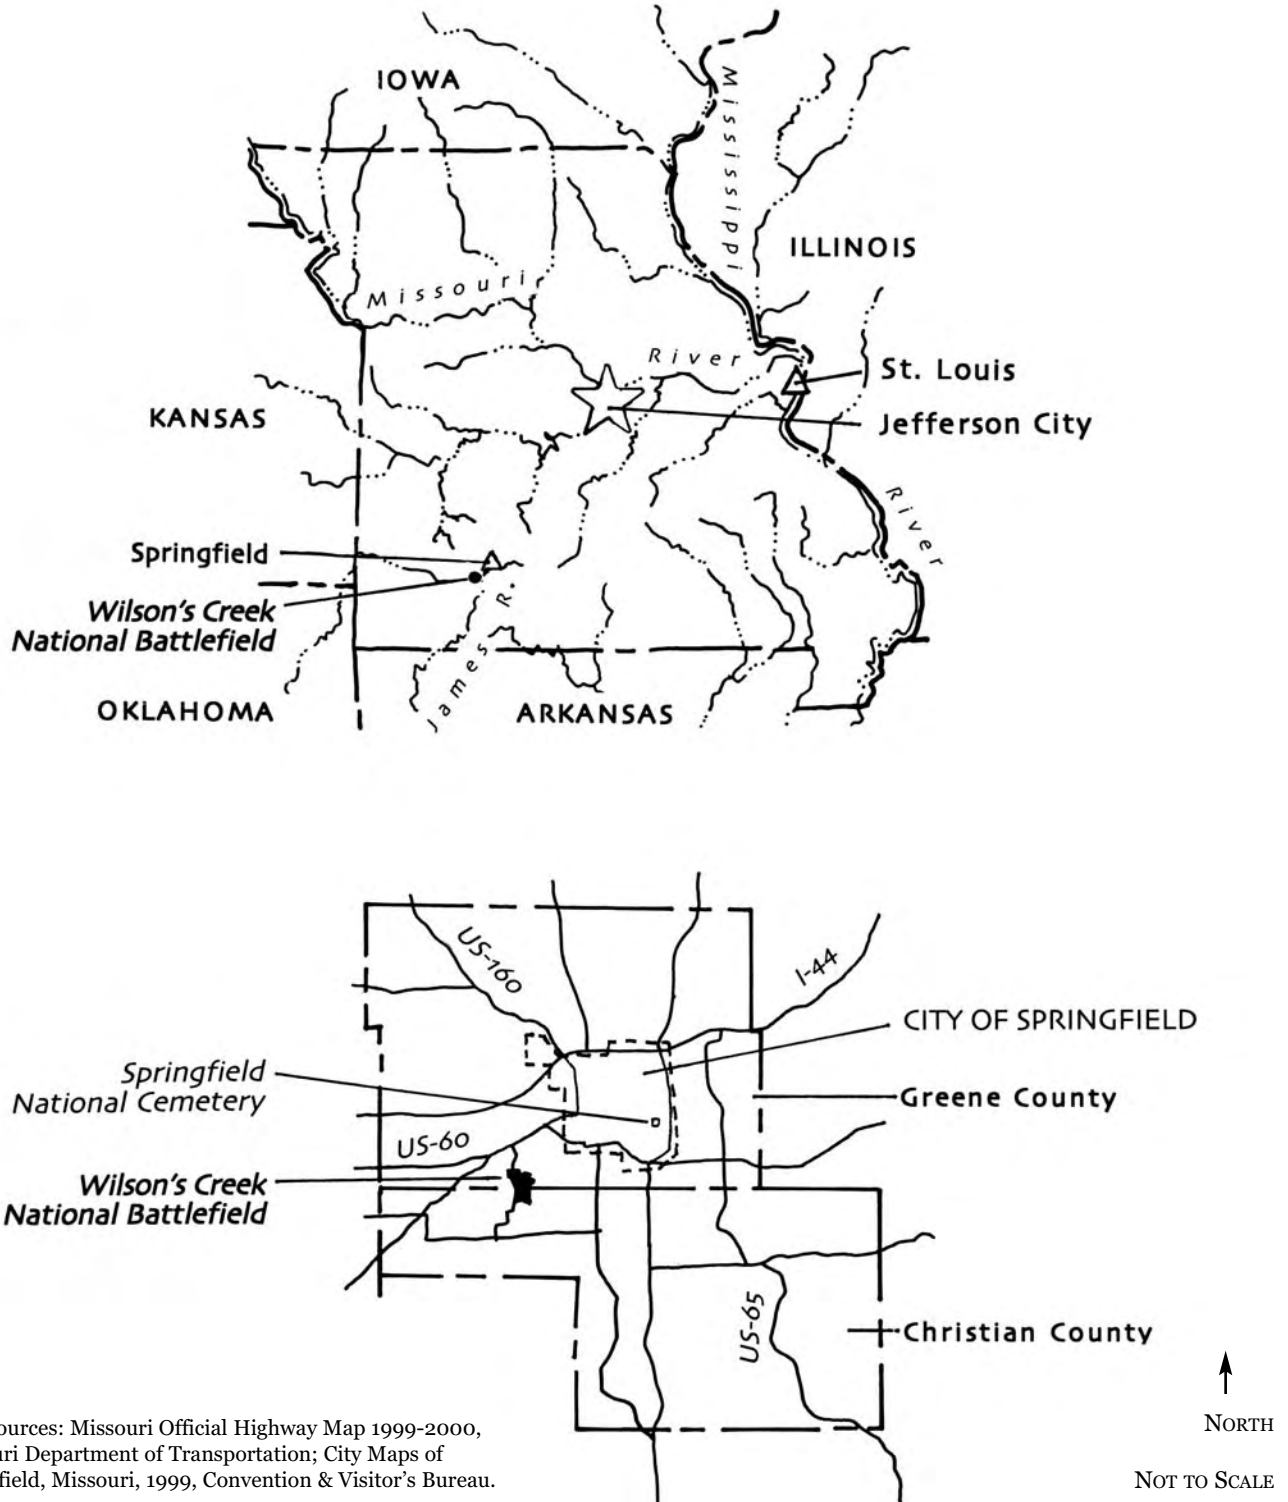 IOWA
Mississippi
ILLINOIS
Missouri
River
St. Louis
KANSAS
Jefferson City
River
Springfield
Wilson's Creek
National Battlefield
James R.
OKLAHOMA
ARKANSAS
US-160
I-44
CITY OF SPRINGFIELD
Springfield
National Cemetery
Greene County
US-60
Wilson's Creek
National Battlefield
US-65
Christian County
ources: Missouri Official Highway Map 1999-2000,
uri Department of Transportation; City Maps of
field, Missouri, 1999, Convention & Visitor's Bureau.
NORTH
NOT TO SCALE